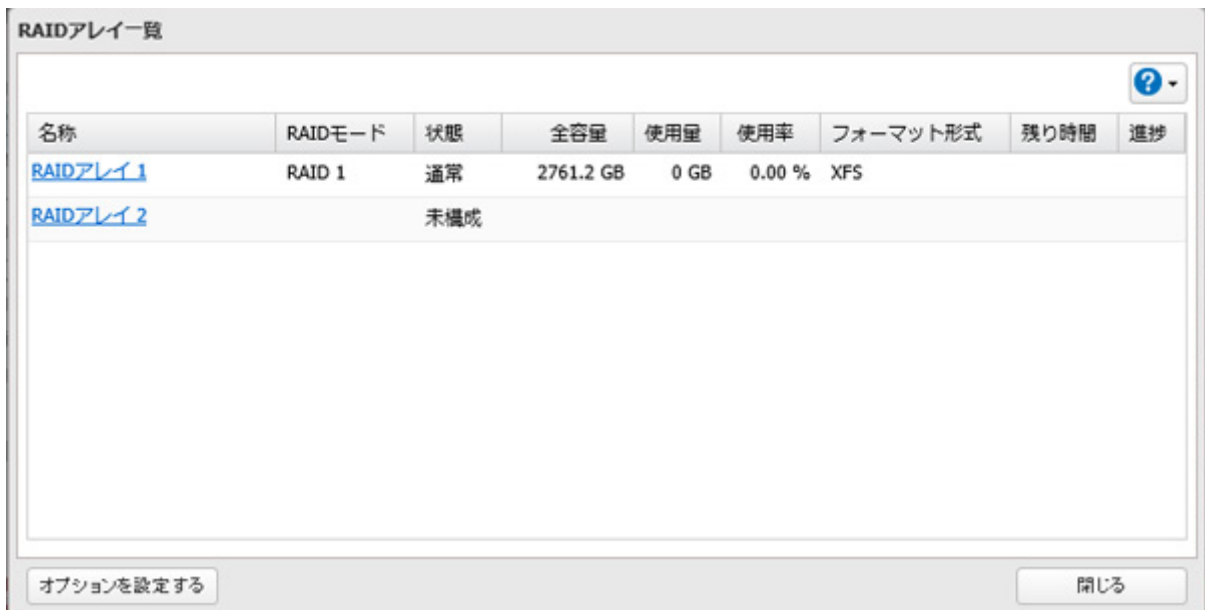 RAIDアレイ一覧
名称 RAIDモード 状態 全容量 使用量 使用率 フォーマット形式 残り時間 進捗
RAIDアレイ 1 RAID 1 通常 2761.2 GB 0 GB 0.00 % XFS
RAIDアレイ 2 未構成
オプションを設定する 閉じる